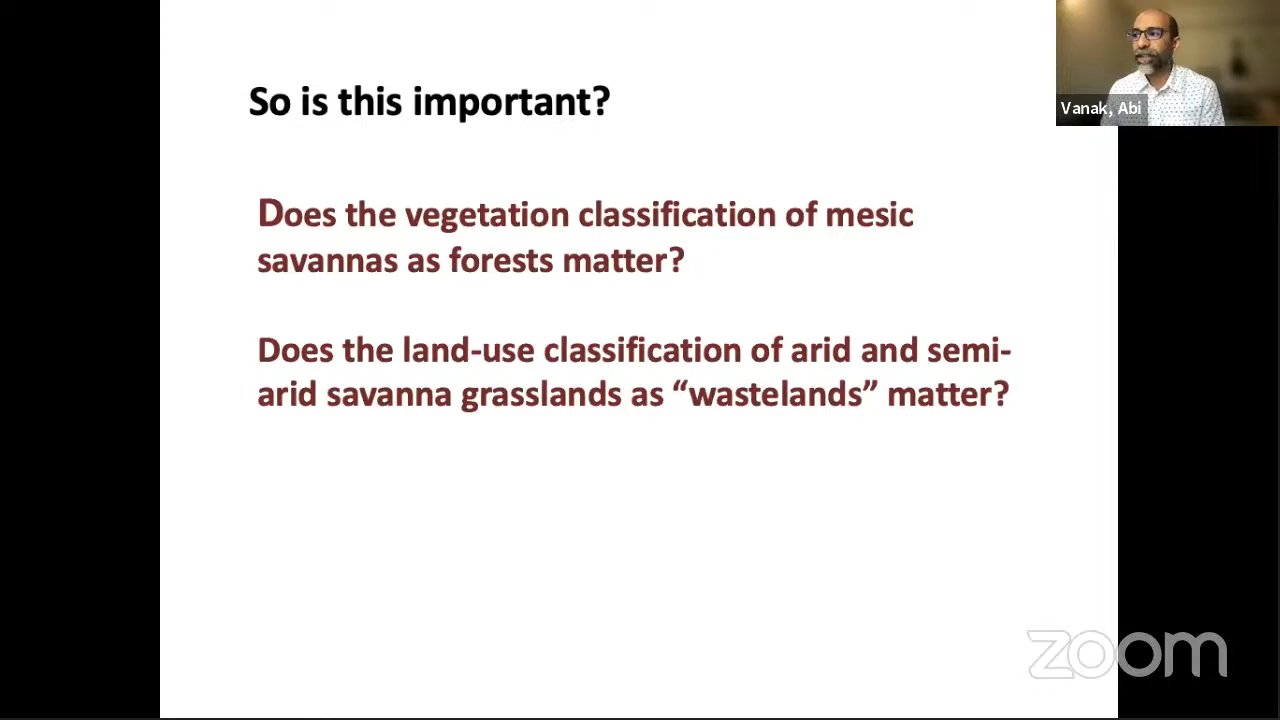 So is this important?
Vanak, Abi
Does the vegetation classification of mesic
savannas as forests matter?
Does the land-use classification of arid and semi-
arid savanna grasslands as “wastelands” matter?
zoom